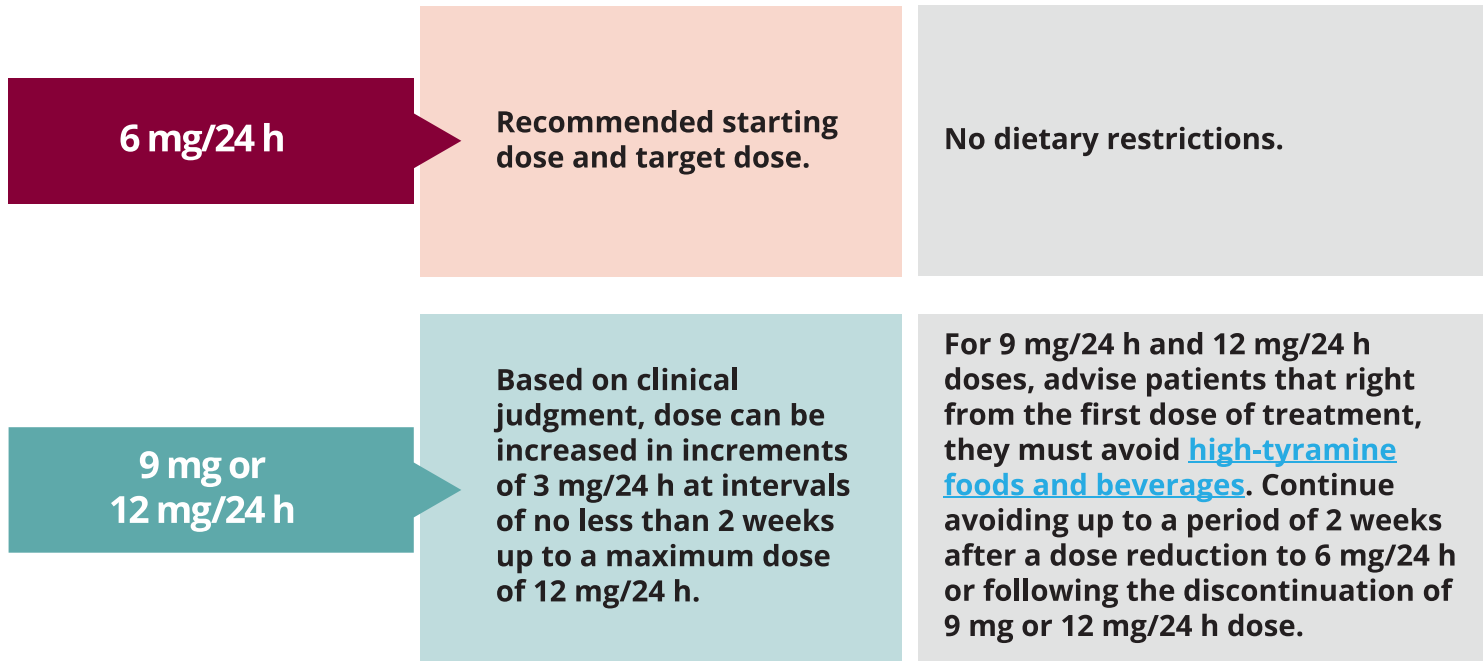 6 mg/24 h
Recommended starting
dose and target dose.
No dietary restrictions.
9 mg or
12 mg/24 h
Based on clinical
judgment, dose can be
increased in increments
of 3 mg/24 h at intervals
of no less than 2 weeks
up to a maximum dose
of 12 mg/24 h.
For 9 mg/24 h and 12 mg/24 h
doses, advise patients that right
from the first dose of treatment,
they must avoid high-tyramine
foods and beverages. Continue
avoiding up to a period of 2 weeks
after a dose reduction to 6 mg/24 h
or following the discontinuation of
9 mg or 12 mg/24 h dose.